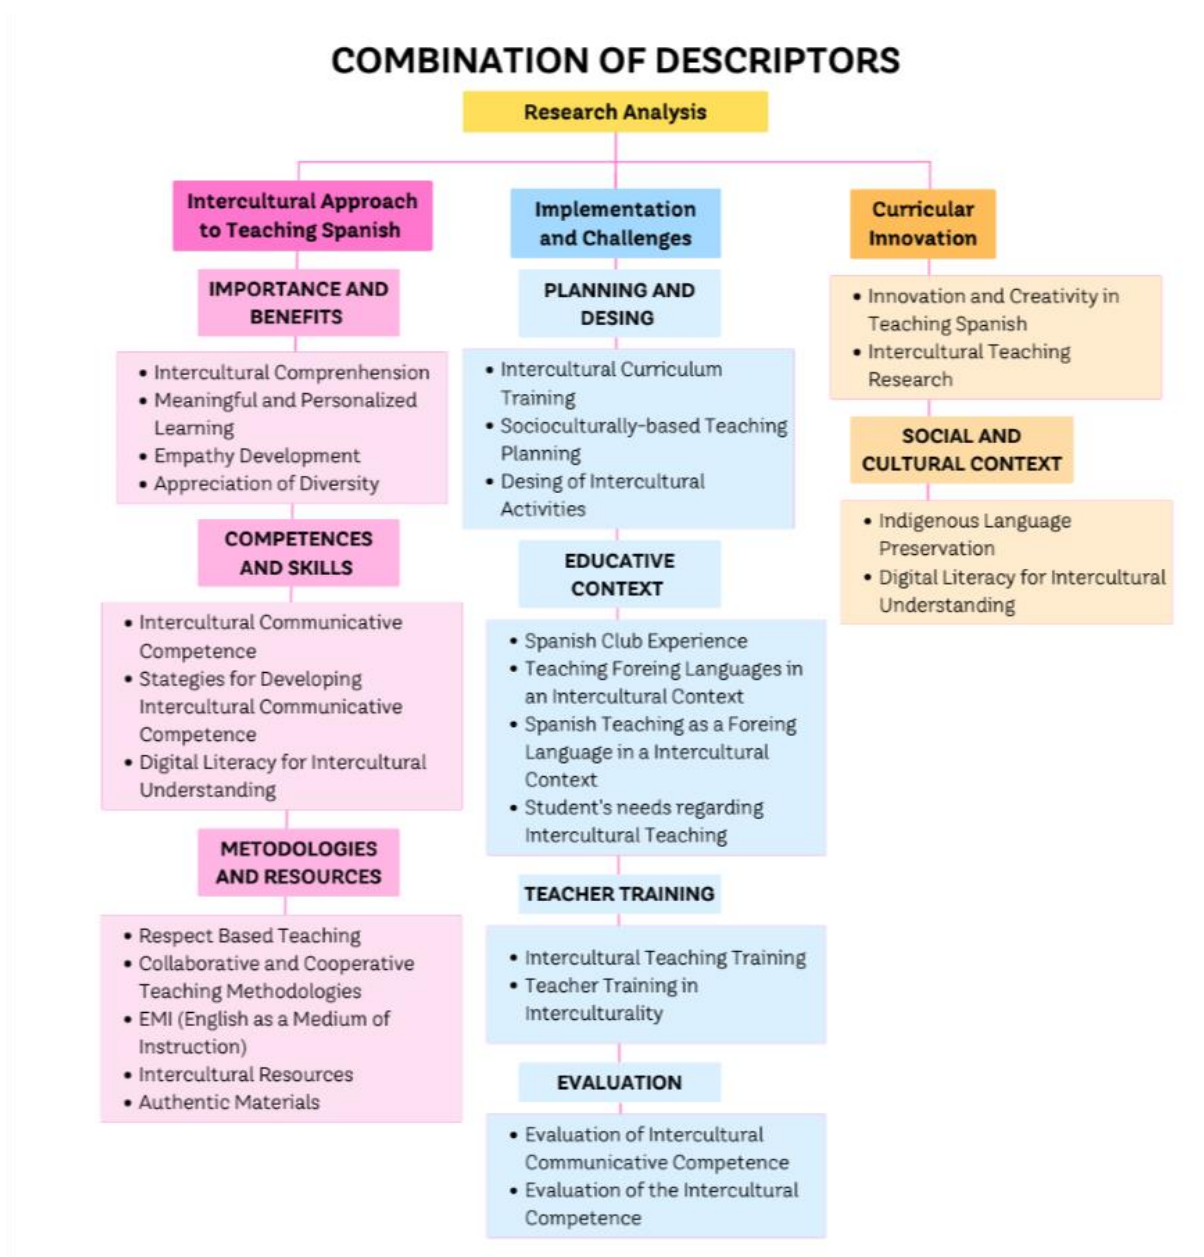 COMBINATION OF DESCRIPTORS
Research Analysis
Intercultural Approach
to Teaching Spanish
IMPORTANCE AND
BENEFITS
• Intercultural Comprenhension
• Meaningful and Personalized
Learning
• Empathy Development
• Appreciation of Diversity
COMPETENCES
AND SKILLS
• Intercultural Communicative
Competence
• Stategies for Developing
Intercultural Communicative
Competence
• Digital Literacy for Intercultural
Understanding
METODOLOGIES
AND RESOURCES
• Respect Based Teaching
• Collaborative and Cooperative
Teaching Methodologies
• EMI (English as a Medium of
Instruction)
• Intercultural Resources
• Authentic Materials
Implementation
and Challenges
PLANNING AND
DESING
• Intercultural Curriculum
Training
• Socioculturally-based Teaching
Planning
• Desing of Intercultural
Activities
EDUCATIVE
CONTEXT
• Spanish Club Experience
• Teaching Foreing Languages in
an Intercultural Context
• Spanish Teaching as a Foreing
Language in a Intercultural
Context
• Student's needs regarding
Intercultural Teaching
TEACHER TRAINING
• Intercultural Teaching Training
• Teacher Training in
Interculturality
EVALUATION
• Evaluation of Intercultural
Communicative Competence
• Evaluation of the Intercultural
Competence
Curricular
Innovation
• Innovation and Creativity in
Teaching Spanish
• Intercultural Teaching
Research
SOCIAL AND
CULTURAL CONTEXT
• Indigenous Language
Preservation
• Digital Literacy for Intercultural
Understanding